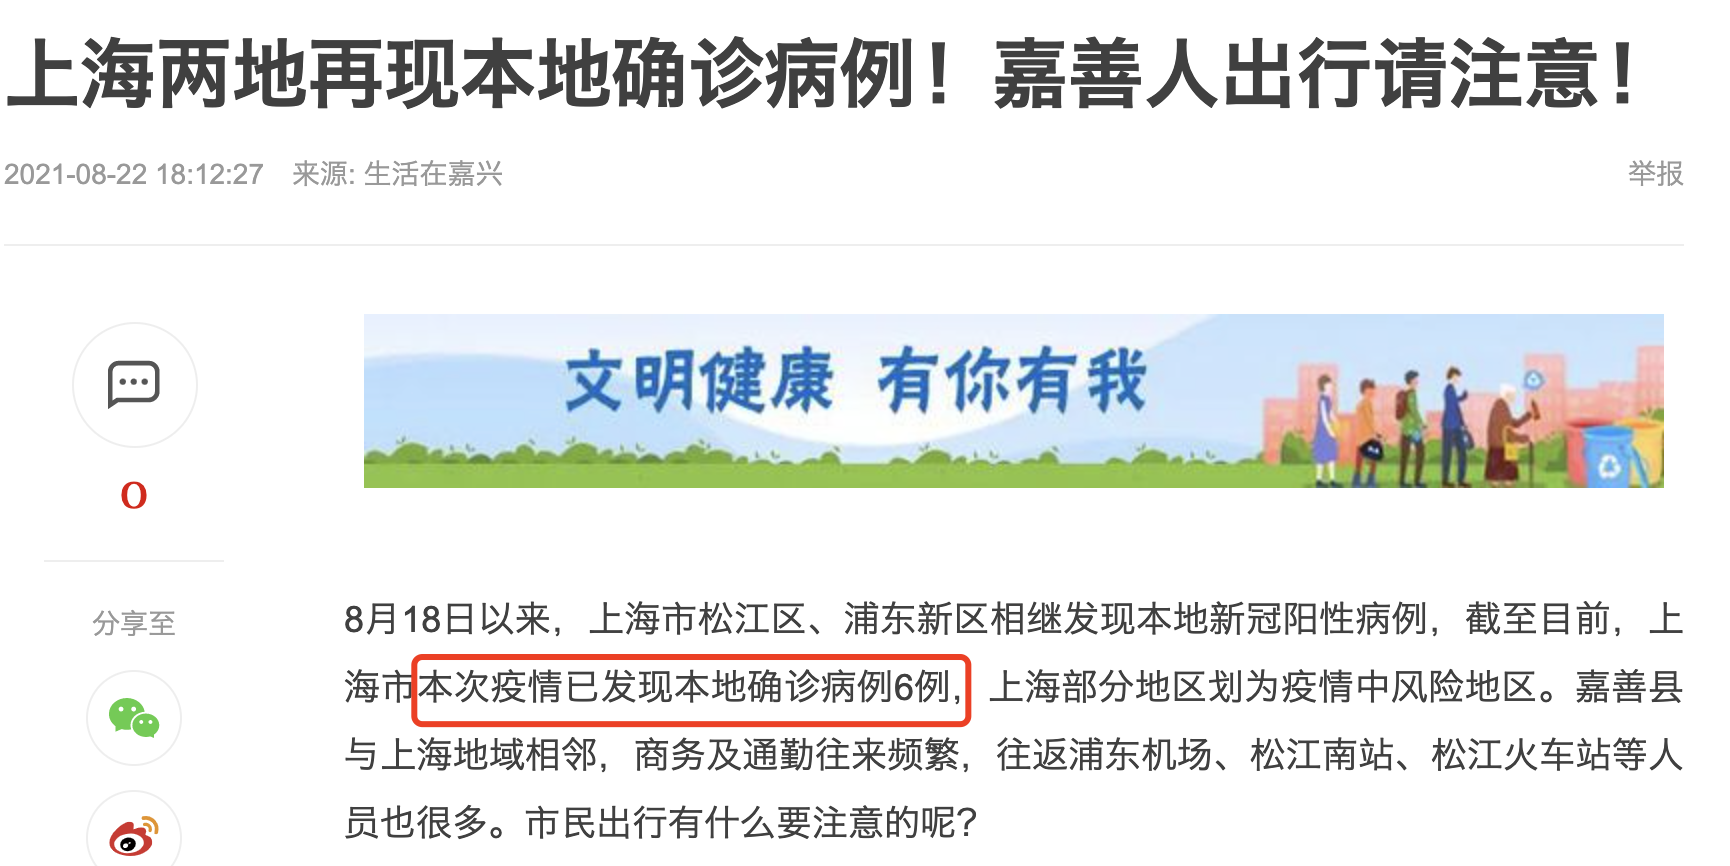 上海两地再现本地确诊病例！嘉善人出行请注意！
2021-08-22 18:12:27 来源: 生活在嘉兴 举报
文明健康 有你有我
0
分享至
8月18日以来，上海市松江区、浦东新区相继发现本地新冠阳性病例，截至目前，上
海市本次疫情已发现本地确诊病例6例，上海部分地区划为疫情中风险地区。嘉善县
与上海地域相邻，商务及通勤往来频繁，往返浦东机场、松江南站、松江火车站等人
员也很多。市民出行有什么要注意的呢？